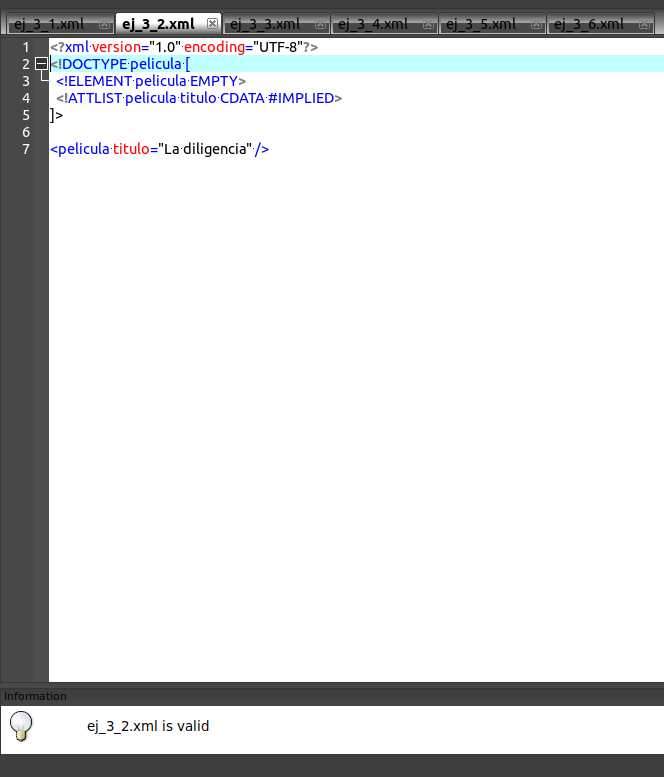 ej_3_1.xml ej_3_2.xml ej_3_3.xml ej_3_4.xml ej_3_5.xml ej_3_6.xml
1 <?xml version="1.0" encoding="UTF-8"?>
2 <!DOCTYPE pelicula [
3 <!ELEMENT pelicula EMPTY>
4 <!ATTLIST pelicula titulo CDATA #IMPLIED>
5 ]>
6
7 <pelicula titulo="La diligencia" />
Information
ej_3_2.xml is valid